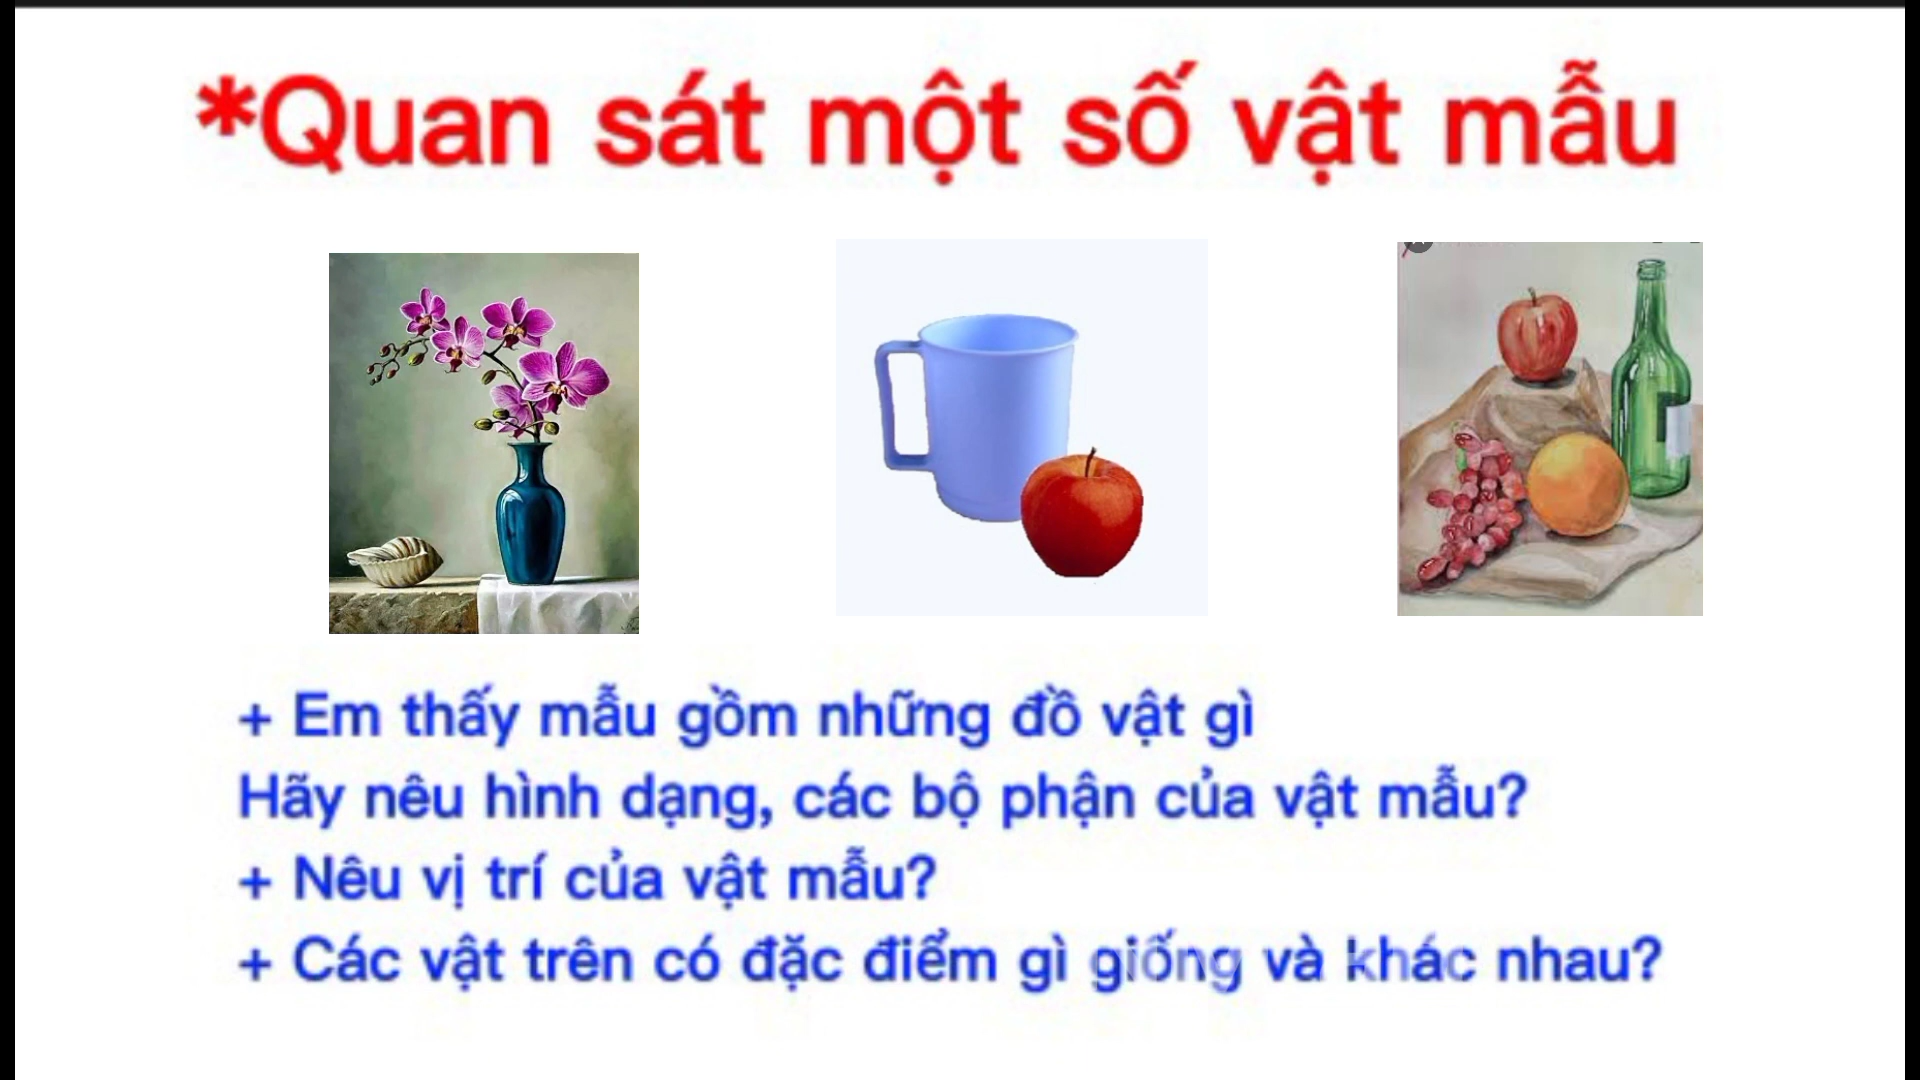 *Quan sát một số vật mẫu
+ Em thấy mẫu gồm những đồ vật gì
Hãy nêu hình dạng, các bộ phận của vật mẫu?
+ Nêu vị trí của vật mẫu?
+ Các vật trên có đặc điểm gì giống và khác nhau?